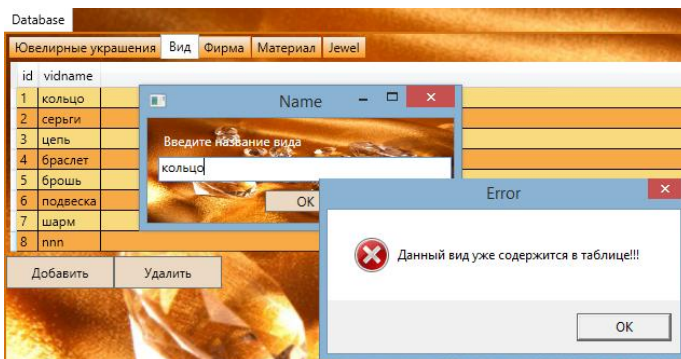 Database
Ювелирные украшения Вид Фирма Материал Jewel
id vidname
1 кольцо
2 серьги
3 цепь
4 браслет
5 брошь
6 подвеска
7 шарм
8 nnn
Добавить Удалить
Name
Введите название вида
кольцо
OK
Error
Данный вид уже содержится в таблице!!!
OK